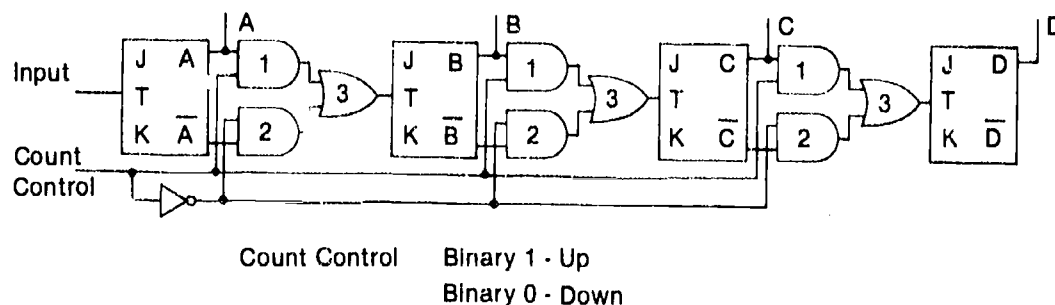 A B C D
J A 1 J B 1 J C 1 J D
Input T 3 T 3 T 3 T
K A̅ 2 K B̅ 2 K C̅ 2 K D̅
Count
Control
Count Control Binary 1 - Up
Binary 0 - Down